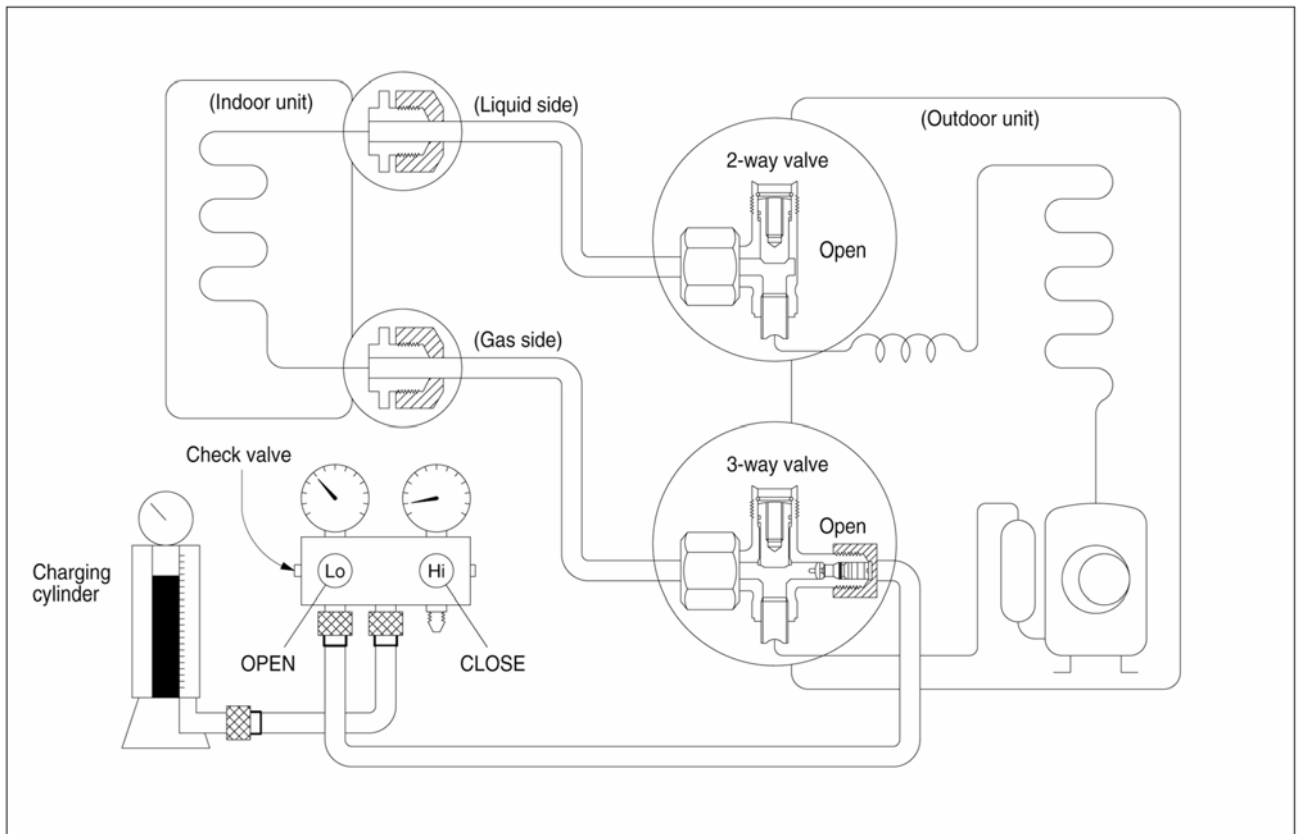 (Indoor unit)
(Liquid side)
(Outdoor unit)
2-way valve
Open
(Gas side)
Check valve
3-way valve
Open
Charging
cylinder
Lo
Hi
OPEN
CLOSE